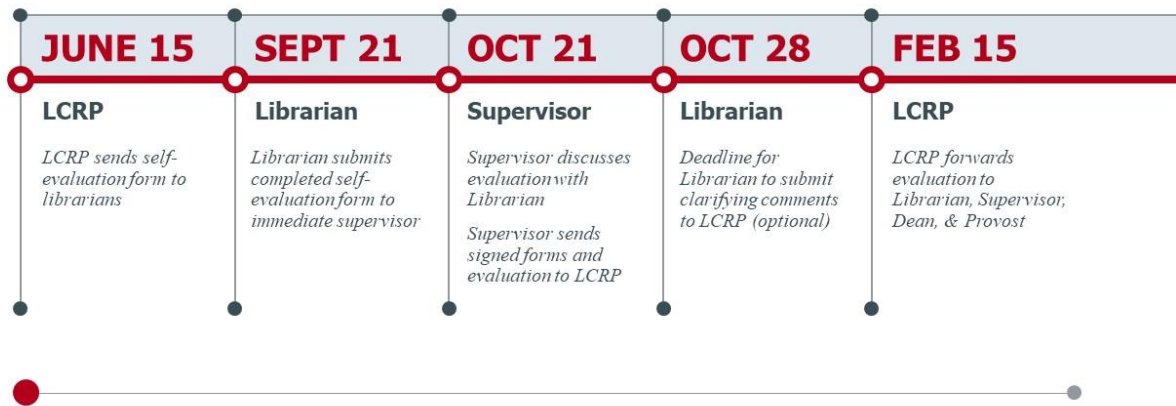 JUNE 15
SEPT 21
OCT 21
OCT 28
FEB 15
LCRP
LCRP sends self-
evaluation form to
librarians
Librarian
Librarian submits
completed self-
evaluation form to
immediate supervisor
Supervisor
Supervisor discusses
evaluation with
Librarian
Supervisor sends
signed forms and
evaluation to LCRP
Librarian
Deadline for
Librarian to submit
clarifying comments
to LCRP (optional)
LCRP
LCRP forwards
evaluation to
Librarian, Supervisor,
Dean, & Provost